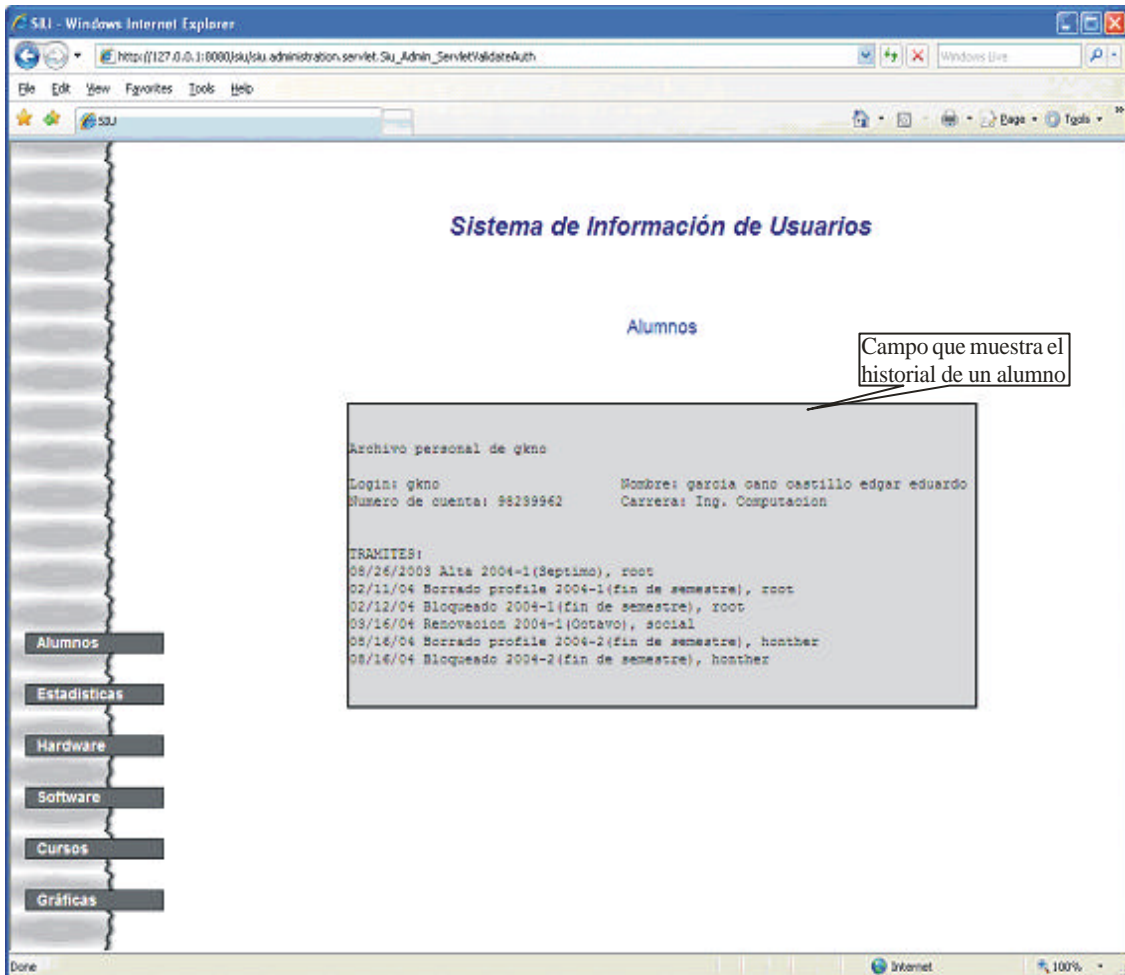 SIU - Windows Internet Explorer
http://127.0.0.1:8080/siu/siu.administration.servlet.Siu_Admin_ServletValidateAuth
Windows Live
File Edit View Favorites Tools Help
SIU
Page Tools
Sistema de Información de Usuarios
Alumnos
Campo que muestra el
historial de un alumno
Archivo personal de gkno
Login: gkno Nombre: garcia cano castillo edgar eduardo
Numero de cuenta: 98239962 Carrera: Ing. Computacion
TRAMITES:
08/26/2003 Alta 2004-1(Septimo), root
02/11/04 Borrado profile 2004-1(fin de semestre), root
02/12/04 Bloqueado 2004-1(fin de semestre), root
03/16/04 Renovacion 2004-1(Octavo), social
08/16/04 Borrado profile 2004-2(fin de semestre), honther
08/16/04 Bloqueado 2004-2(fin de semestre), honther
Alumnos
Estadísticas
Hardware
Software
Cursos
Gráficas
Done Internet 100%